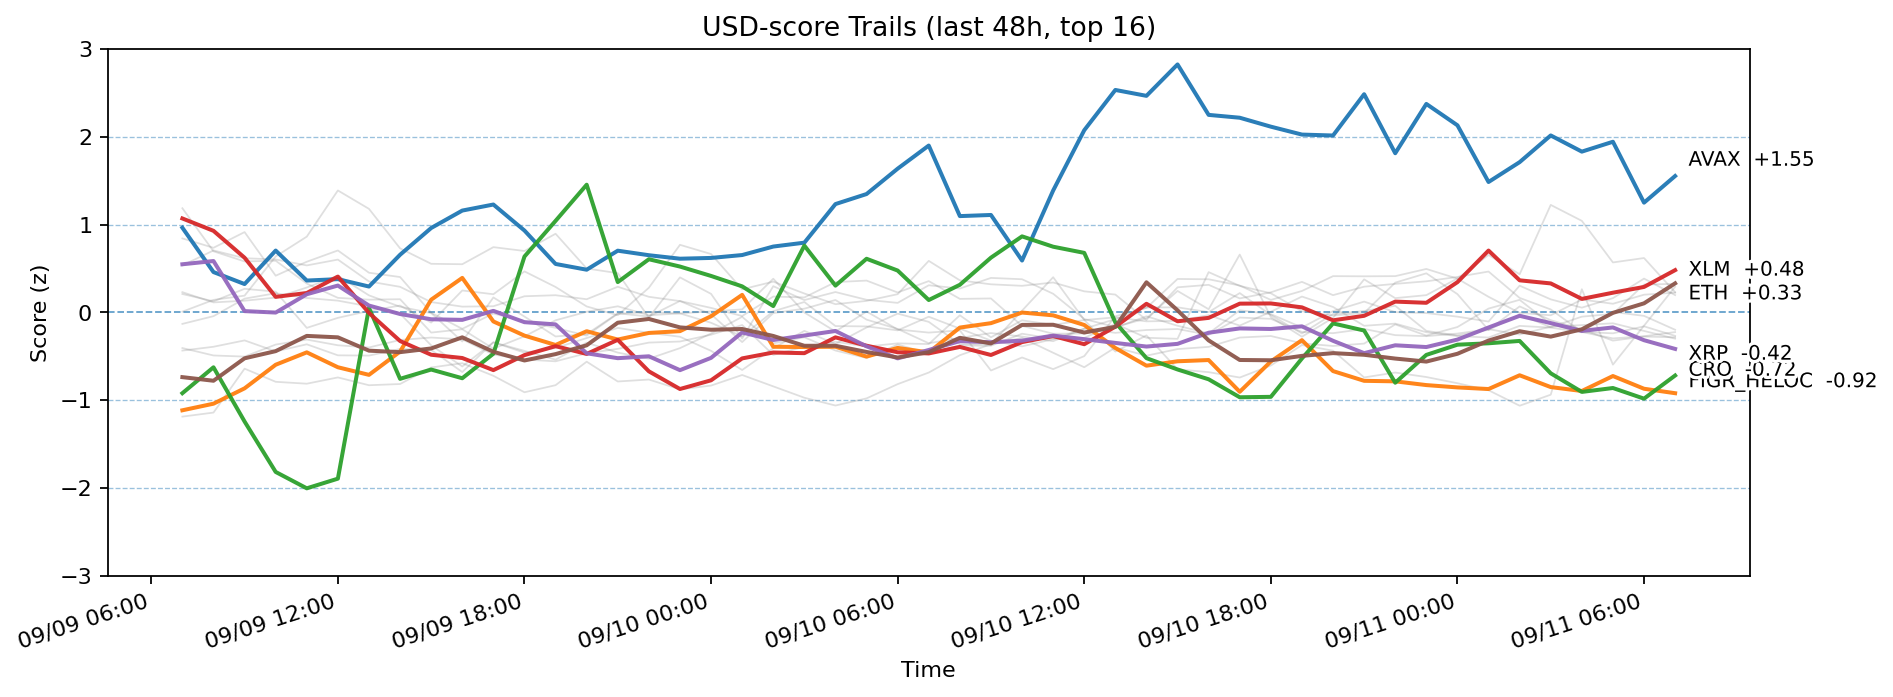 USD-score Trails (last 48h, top 16)
Score (z)
3
2
1
0
−1
−2
−3
AVAX +1.55
XLM +0.48
ETH +0.33
XRP -0.42
CRO -0.72
FIGR_HELOC -0.92
09/09 06:00
09/09 12:00
09/09 18:00
09/10 00:00
09/10 06:00
09/10 12:00
09/10 18:00
09/11 00:00
09/11 06:00
Time